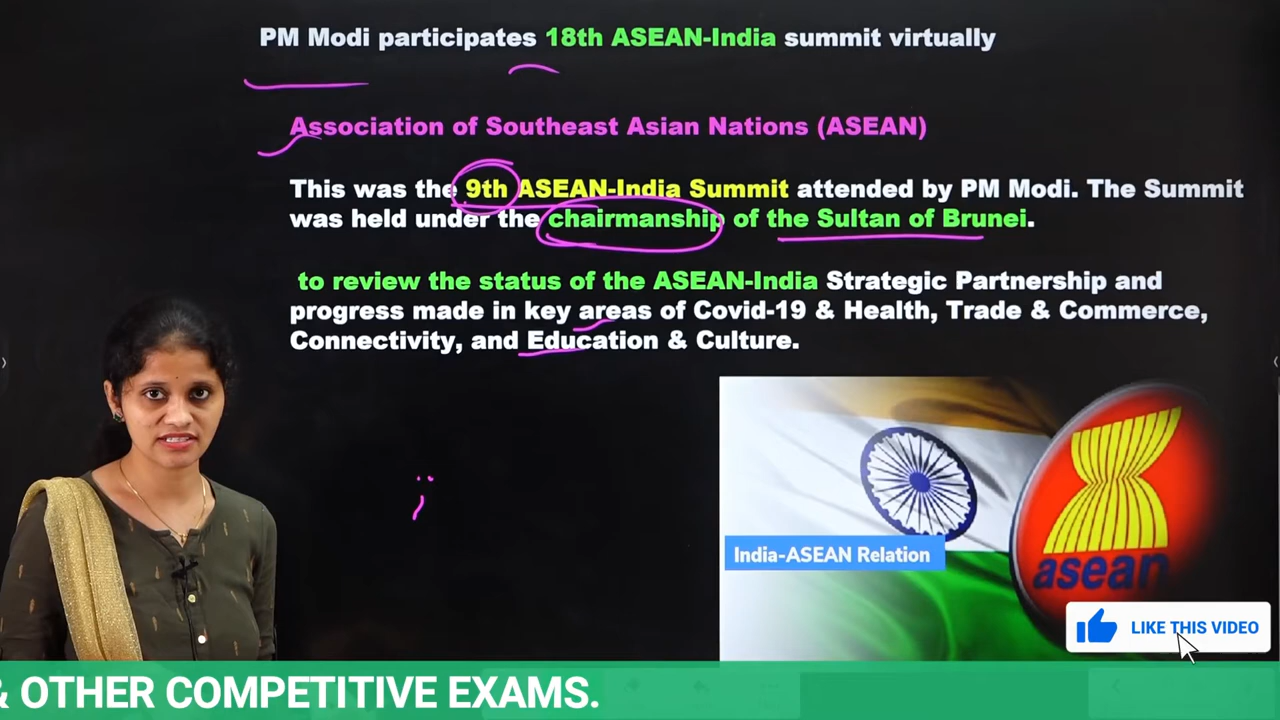 PM Modi participates 18th ASEAN-India summit virtually
Association of Southeast Asian Nations (ASEAN)
This was the 9th ASEAN-India Summit attended by PM Modi. The Summit
was held under the chairmanship of the Sultan of Brunei.
to review the status of the ASEAN-India Strategic Partnership and
progress made in key areas of Covid-19 & Health, Trade & Commerce,
Connectivity, and Education & Culture.
India-ASEAN Relation
asean
LIKE THIS VIDEO
& OTHER COMPETITIVE EXAMS.